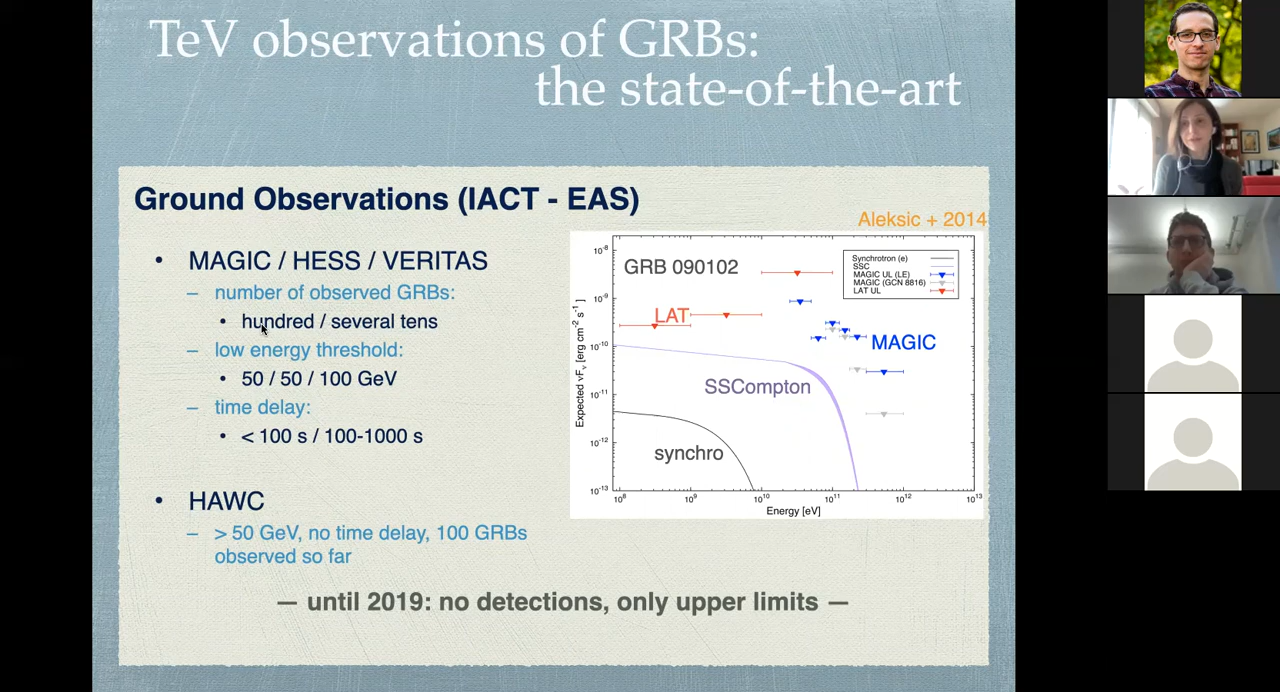 TeV observations of GRBs:
the state-of-the-art
Ground Observations (IACT - EAS)
Aleksic + 2014
• MAGIC / HESS / VERITAS
– number of observed GRBs:
• hundred / several tens
– low energy threshold:
• 50 / 50 / 100 GeV
– time delay:
• < 100 s / 100-1000 s
• HAWC
– > 50 GeV, no time delay, 100 GRBs
observed so far
— until 2019: no detections, only upper limits —
GRB 090102
Synchrotron (e)
SSC
MAGIC UL (LE)
MAGIC (GCN 8816)
LAT UL
LAT
MAGIC
SSCompton
synchro
Expected νFν [erg cm⁻² s⁻¹]
10⁻⁸
10⁻⁹
10⁻¹⁰
10⁻¹¹
10⁻¹²
10⁻¹³
10⁸ 10⁹ 10¹⁰ 10¹¹ 10¹² 10¹³
Energy [eV]